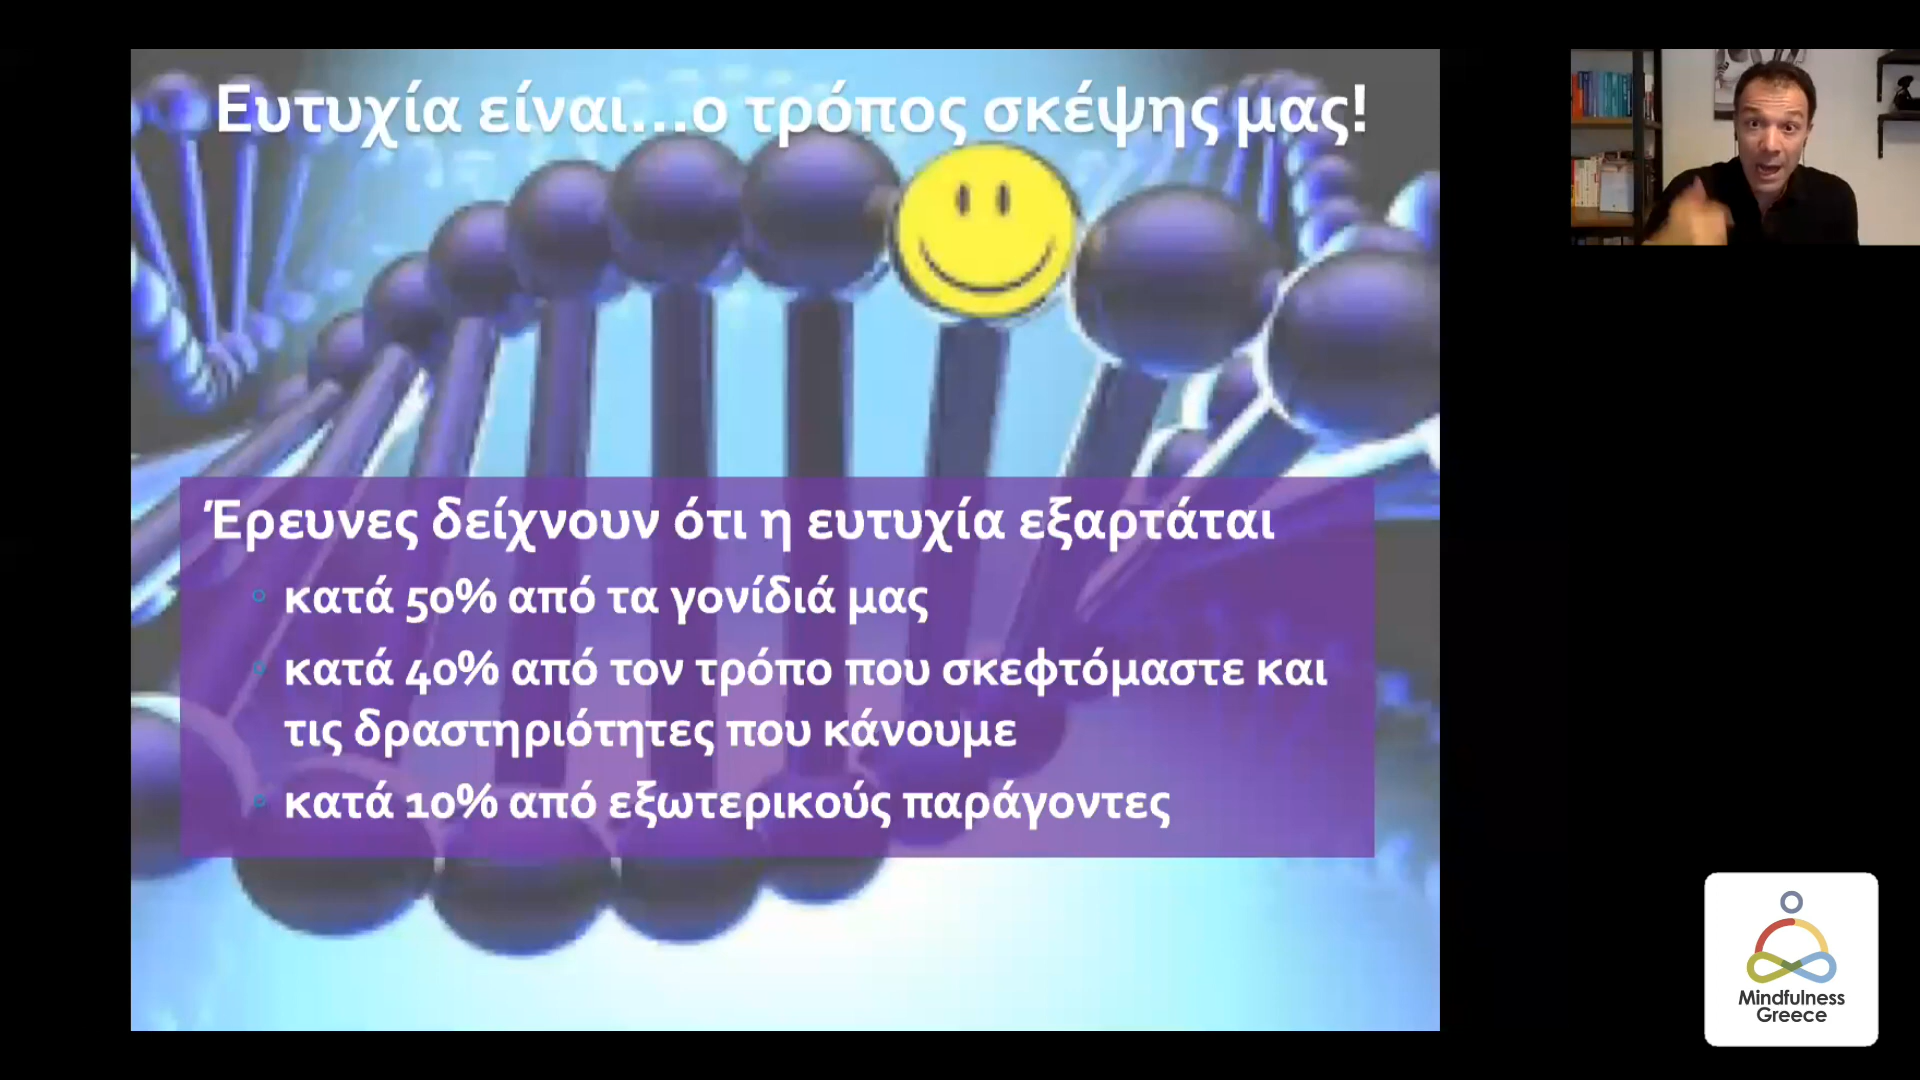 Ευτυχία είναι...ο τρόπος σκέψης μας!
Έρευνες δείχνουν ότι η ευτυχία εξαρτάται
κατά 50% από τα γονίδιά μας
κατά 40% από τον τρόπο που σκεφτόμαστε και
τις δραστηριότητες που κάνουμε
κατά 10% από εξωτερικούς παράγοντες
Mindfulness
Greece